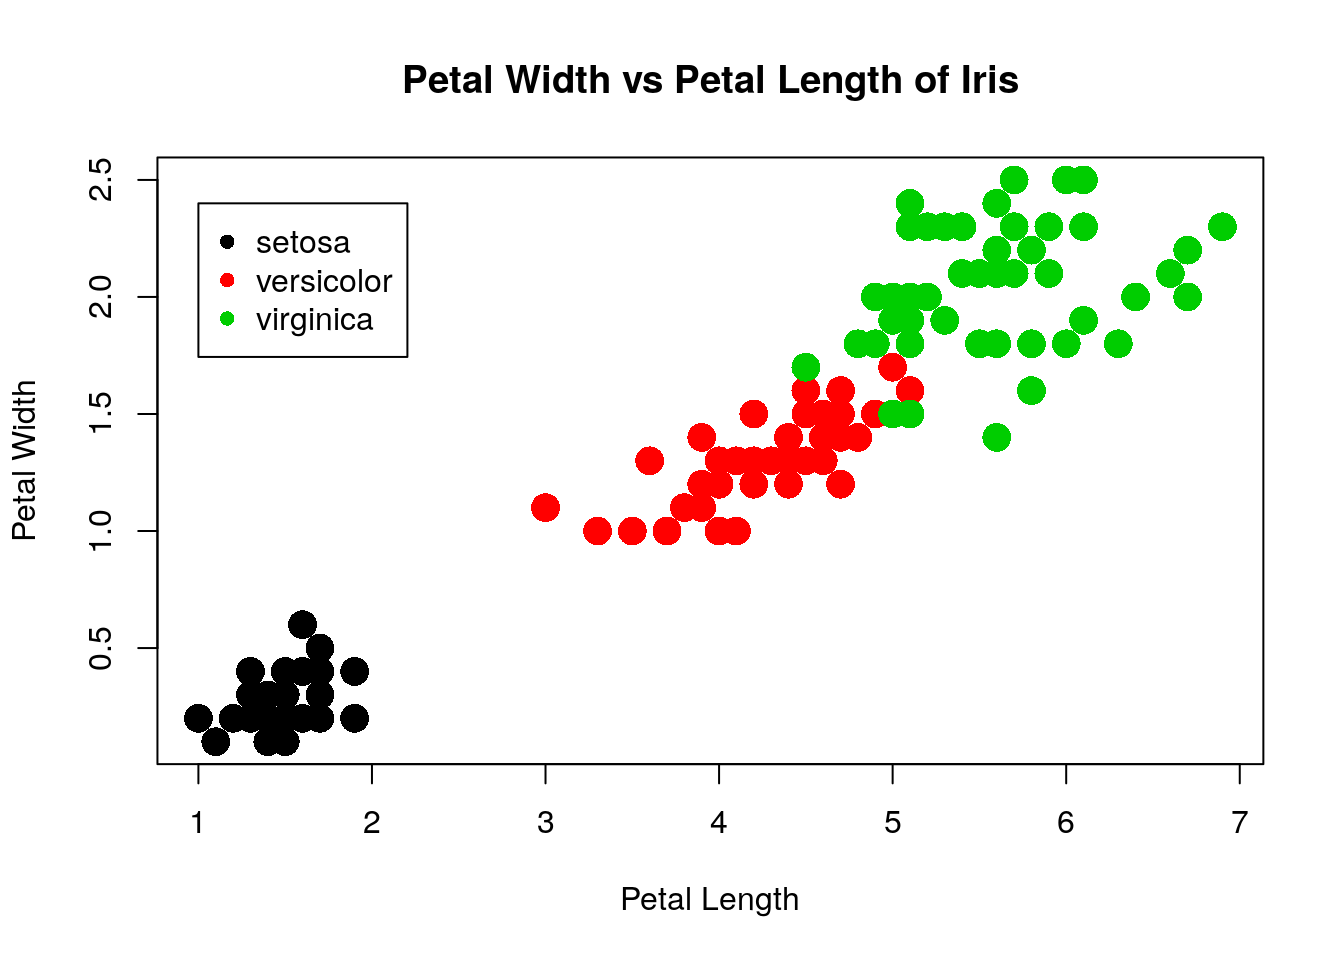 Petal Width vs Petal Length of Iris
setosa
versicolor
virginica
Petal Width
2.5
2.0
1.5
1.0
0.5
1 2 3 4 5 6 7
Petal Length